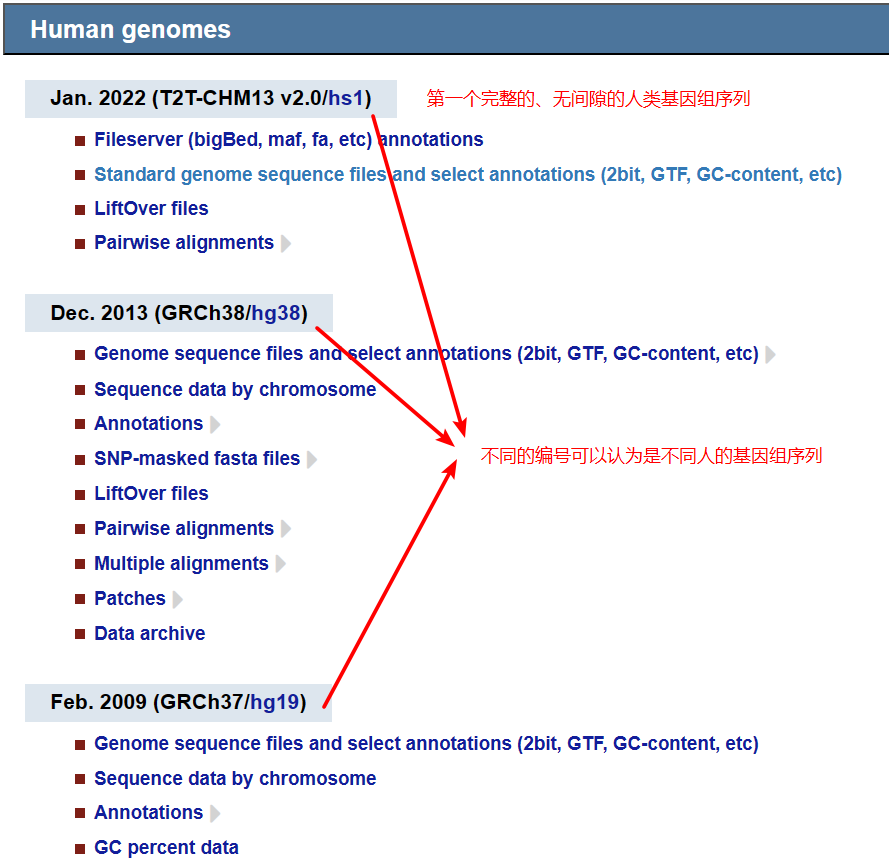 Human genomes
Jan. 2022 (T2T-CHM13 v2.0/hs1)
第一个完整的、无间隙的人类基因组序列
Fileserver (bigBed, maf, fa, etc) annotations
Standard genome sequence files and select annotations (2bit, GTF, GC-content, etc)
LiftOver files
Pairwise alignments
Dec. 2013 (GRCh38/hg38)
Genome sequence files and select annotations (2bit, GTF, GC-content, etc)
Sequence data by chromosome
Annotations
SNP-masked fasta files
不同的编号可以认为是不同人的基因组序列
LiftOver files
Pairwise alignments
Multiple alignments
Patches
Data archive
Feb. 2009 (GRCh37/hg19)
Genome sequence files and select annotations (2bit, GTF, GC-content, etc)
Sequence data by chromosome
Annotations
GC percent data